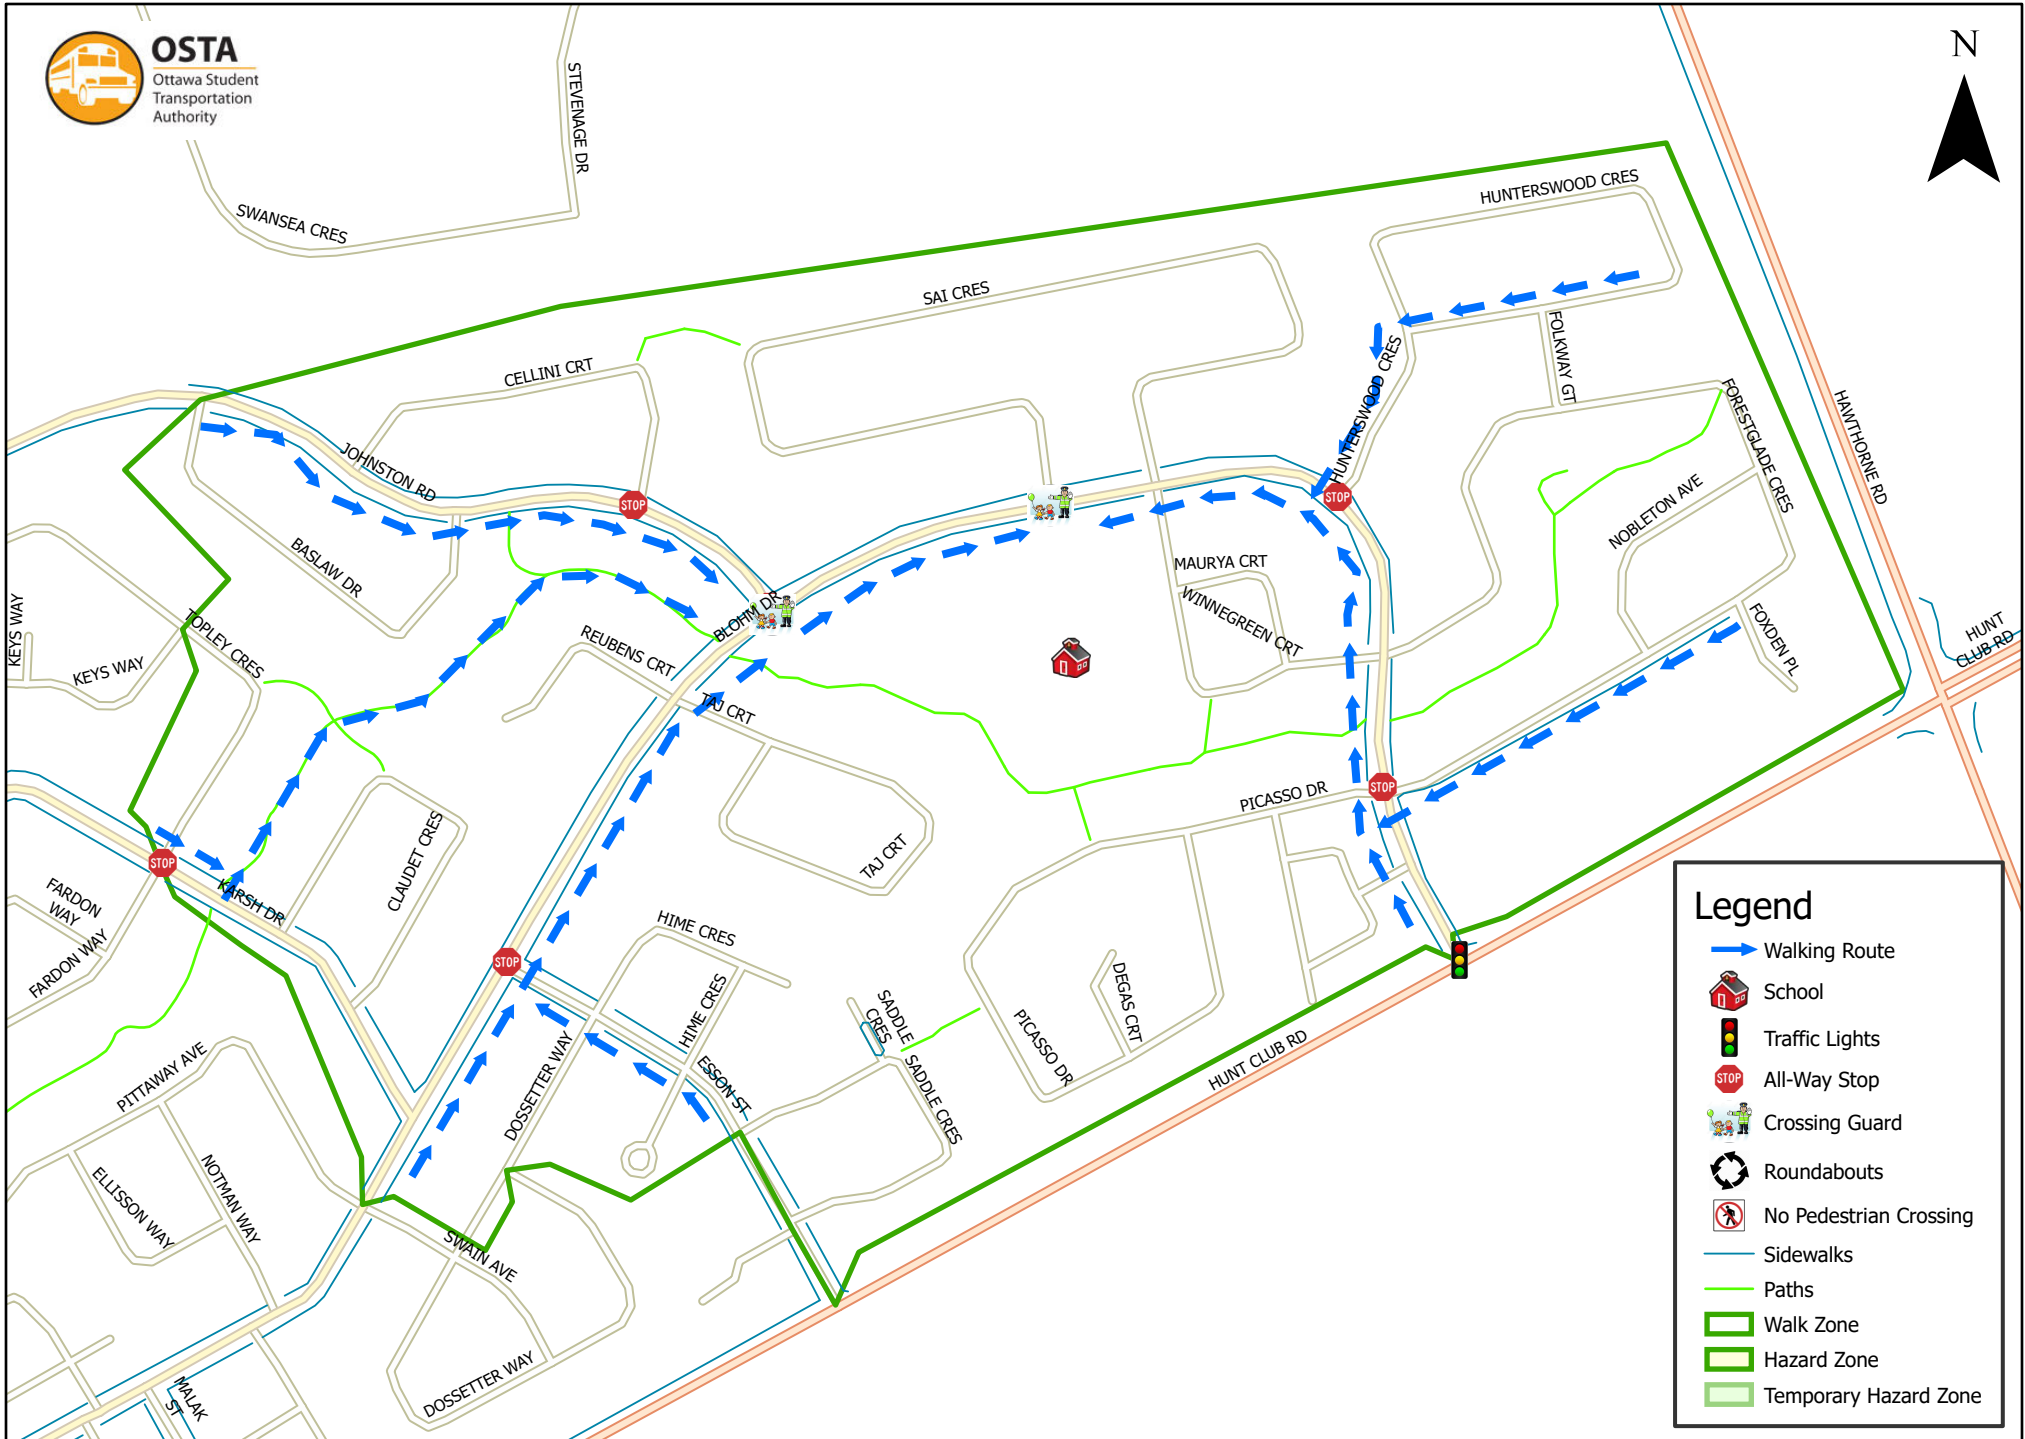 OSTA
Ottawa Student
Transportation
Authority
N
STEVENAGE DR
SWANSEA CRES
HUNTERSWOOD CRES
SAI CRES
CELLINI CRT
FOLKWAY GT
HUNTERSWOOD CRES
FORESTGLADE CRES
HAWTHORNE RD
JOHNSTON RD
NOBLETON AVE
BASLAW DR
MAURYA CRT
WINNEGREEN CRT
BLOHM DR
KEYS WAY
TOPLEY CRES
REUBENS CRT
FOXDEN PL
HUNT
CLUB RD
KEYS WAY
TAJ CRT
PICASSO DR
CLAUDET CRES
TAJ CRT
STOP
STOP
STOP
STOP
STOP
FARDON
WAY
KARSH DR
FARDON WAY
HIME CRES
HIME CRES
SADDLE
CRES
DEGAS CRT
PICASSO DR
HUNT CLUB RD
PITTAWAY AVE
DOSSETTER WAY
ESSON ST
SADDLE CRES
ELLISSON WAY
NOTMAN WAY
SWAIN AVE
DOSSETTER WAY
MALAK
ST
Legend
Walking Route
School
Traffic Lights
STOP
All-Way Stop
Crossing Guard
Roundabouts
No Pedestrian Crossing
Sidewalks
Paths
Walk Zone
Hazard Zone
Temporary Hazard Zone